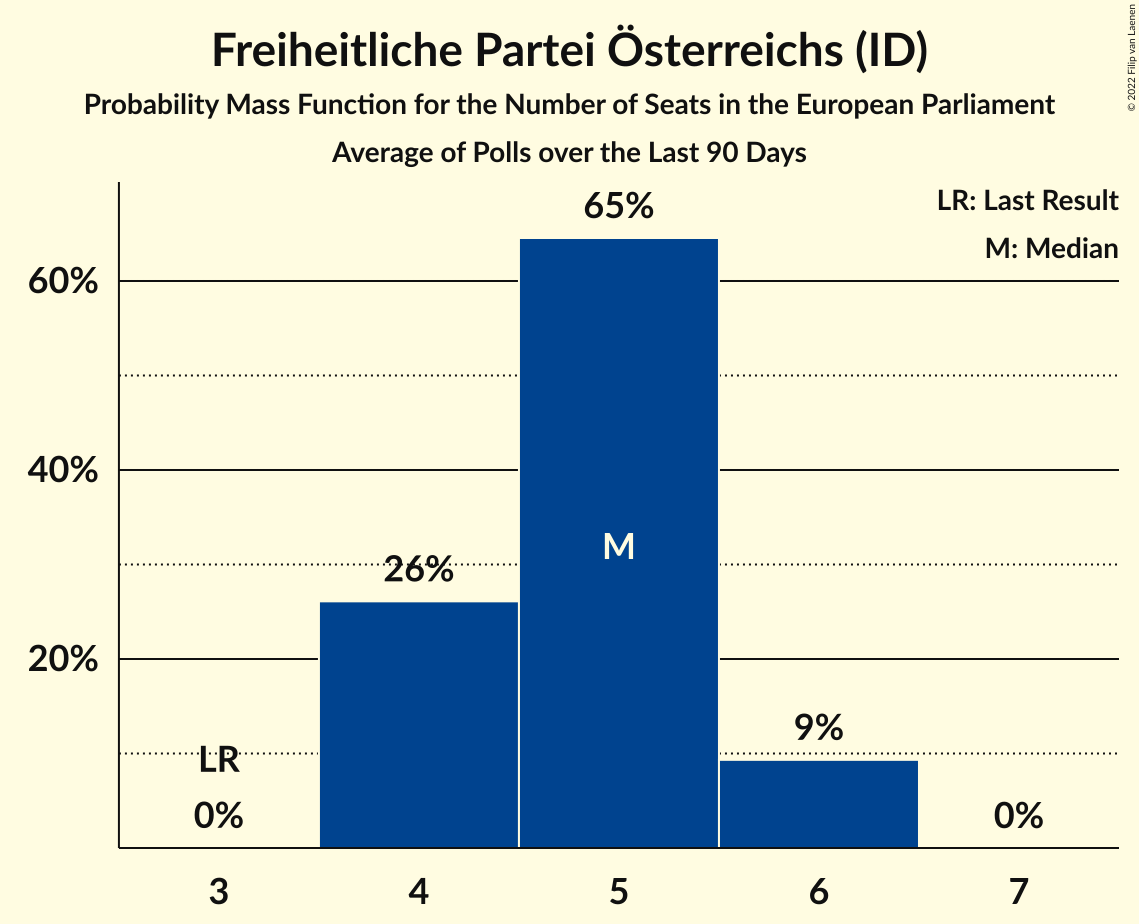 Freiheitliche Partei Österreichs (ID)
Probability Mass Function for the Number of Seats in the European Parliament
Average of Polls over the Last 90 Days
© 2022 Filip van Laenen
LR: Last Result
M: Median
65%
60%
40%
M
26%
20%
9%
LR
0%
0%
3 4 5 6 7